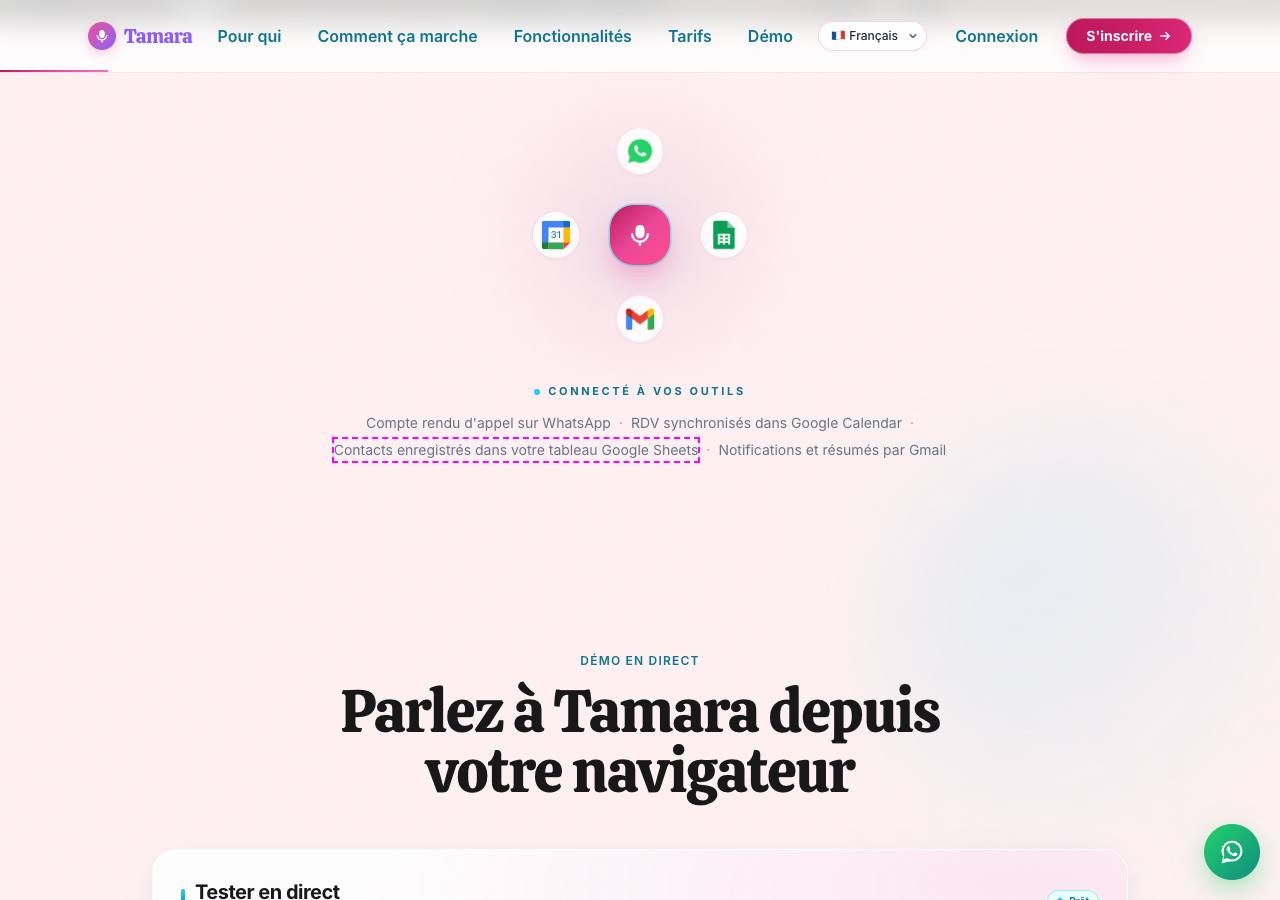 Tamara
Pour qui
Comment ça marche
Fonctionnalités
Tarifs
Démo
Français
Connexion
S'inscrire →
31
CONNECTÉ À VOS OUTILS
Compte rendu d'appel sur WhatsApp · RDV synchronisés dans Google Calendar ·
Contacts enregistrés dans votre tableau Google Sheets · Notifications et résumés par Gmail
DÉMO EN DIRECT
Parlez à Tamara depuis
votre navigateur
Tester en direct
Prêt